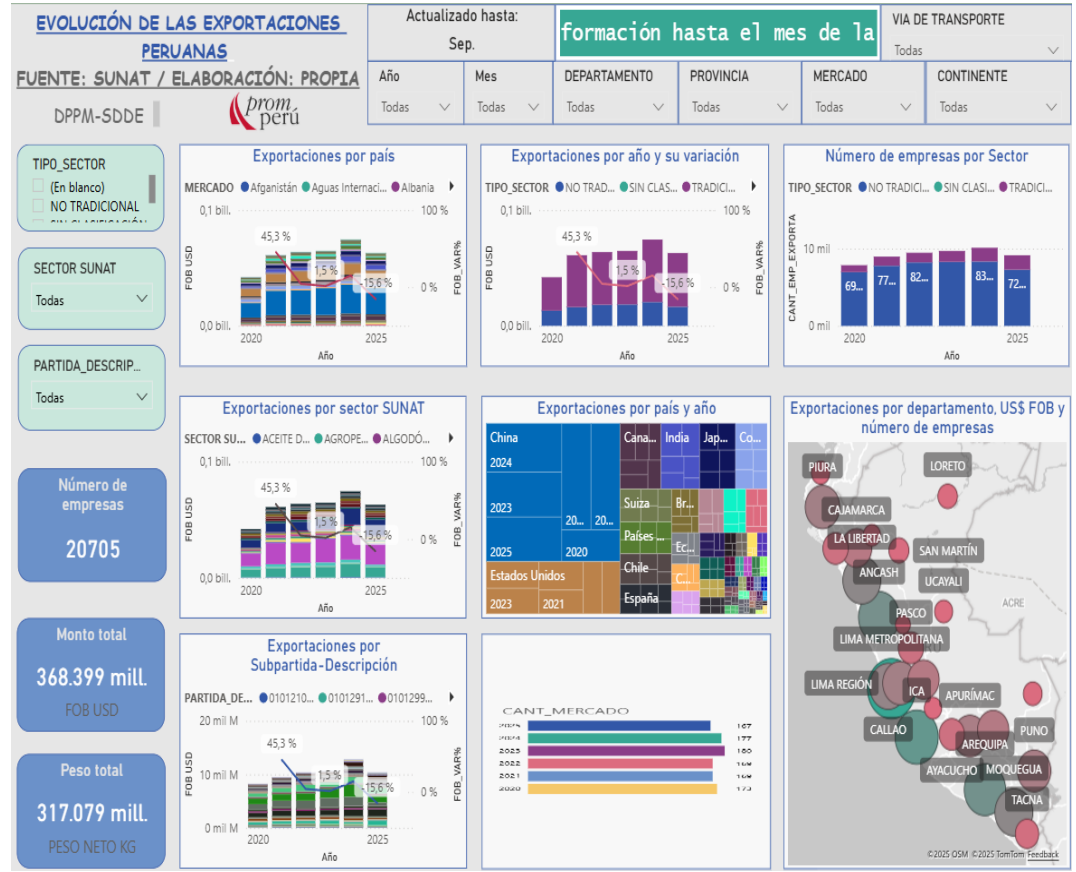 EVOLUCIÓN DE LAS EXPORTACIONES
PERUANAS
FUENTE: SUNAT / ELABORACIÓN: PROPIA
DPPM-SDDE
prom
perú
Actualizado hasta:
Sep.
formación hasta el mes de la
VIA DE TRANSPORTE
Todas
Año
Todas
Mes
Todas
DEPARTAMENTO
Todas
PROVINCIA
Todas
MERCADO
Todas
CONTINENTE
Todas
TIPO_SECTOR
(En blanco)
NO TRADICIONAL
SIN CLASIFICACIÓN
SECTOR SUNAT
Todas
PARTIDA_DESCRIP...
Todas
Número de
empresas
20705
Monto total
368.399 mill.
FOB USD
Peso total
317.079 mill.
PESO NETO KG
Exportaciones por país
MERCADO Afganistán Aguas Internaci... Albania
0,1 bill.
100 %
45,3 %
1,5 %
-15,6 %
0 %
0,0 bill.
FOB USD
FOB_VAR%
2020
2025
Año
Exportaciones por año y su variación
TIPO_SECTOR NO TRAD... SIN CLAS... TRADICI...
0,1 bill.
100 %
45,3 %
1,5 %
-15,6 %
0 %
0,0 bill.
FOB USD
FOB_VAR%
2020
2025
Año
Número de empresas por Sector
TIPO_SECTOR NO TRADICI... SIN CLASI... TRADICI...
CANT_EMP_EXPORTA
10 mil
0 mil
69...
77...
82...
83...
72...
2020
2025
Año
Exportaciones por sector SUNAT
SECTOR SU... ACEITE D... AGROPE... ALGODÓ...
0,1 bill.
100 %
45,3 %
1,5 %
-15,6 %
0 %
0,0 bill.
FOB USD
FOB_VAR%
2020
2025
Año
Exportaciones por país y año
China
2024
2023
2025
20...
20...
2020
Estados Unidos
2023
2021
Cana...
India
Jap...
Co...
Suiza
Br...
Países ...
Ec...
Chile
C...
España
Exportaciones por departamento, US$ FOB y
número de empresas
PIURA
LORETO
CAJAMARCA
LA LIBERTAD
SAN MARTÍN
ANCASH
UCAYALI
ACRE
PASCO
LIMA METROPOLITANA
LIMA REGIÓN
ICA
APURÍMAC
CALLAO
AREQUIPA
PUNO
AYACUCHO
MOQUEGUA
TACNA
©2025 OSM ©2025 TomTom Feedback
Exportaciones por
Subpartida-Descripción
PARTIDA_DE... 0101210... 0101291... 0101299...
20 mil M
100 %
45,3 %
10 mil M
1,5 %
-15,6 %
0 %
0 mil M
FOB USD
FOB_VAR%
2020
2025
Año
CANT_MERCADO
2025 167
2024 177
2023 180
2022 169
2021 169
2020 173